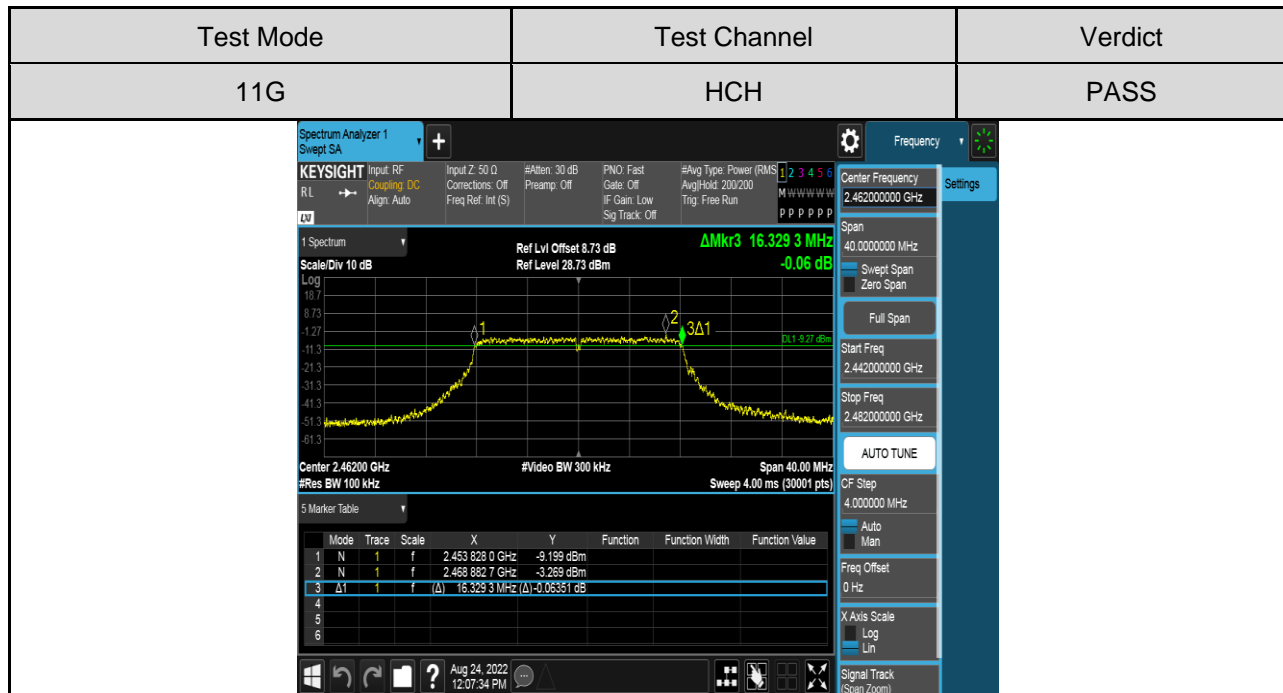 Test Mode Test Channel Verdict
11G HCH PASS
Spectrum Analyzer 1
Swept SA
+
Frequency
KEYSIGHT
RL
LXI
Input: RF
Coupling: DC
Align: Auto
Input Z: 50 Ω
Corrections: Off
Freq Ref: Int (S)
#Atten: 30 dB
Preamp: Off
PNO: Fast
Gate: Off
IF Gain: Low
Sig Track: Off
#Avg Type: Power (RMS
Avg|Hold: 200/200
Trig: Free Run
1 2 3 4 5 6
M W W W W W
P P P P P P
1 Spectrum
Scale/Div 10 dB
Ref Lvl Offset 8.73 dB
Ref Level 28.73 dBm
ΔMkr3 16.329 3 MHz
-0.06 dB
Log
18.7
8.73
-1.27
-11.3
-21.3
-31.3
-41.3
-51.3
-61.3
1
2
3Δ1
DL1 -9.27 dBm
Center 2.46200 GHz
#Res BW 100 kHz
#Video BW 300 kHz
Span 40.00 MHz
Sweep 4.00 ms (30001 pts)
5 Marker Table
Mode Trace Scale X Y Function Function Width Function Value
1 N 1 f 2.453 828 0 GHz -9.199 dBm
2 N 1 f 2.468 882 7 GHz -3.269 dBm
3 Δ1 1 f (Δ) 16.329 3 MHz (Δ) -0.06351 dB
4
5
6
?
Aug 24, 2022
12:07:34 PM
Center Frequency
2.462000000 GHz
Settings
Span
40.0000000 MHz
Swept Span
Zero Span
Full Span
Start Freq
2.442000000 GHz
Stop Freq
2.482000000 GHz
AUTO TUNE
CF Step
4.000000 MHz
Auto
Man
Freq Offset
0 Hz
X Axis Scale
Log
Lin
Signal Track
(Span Zoom)